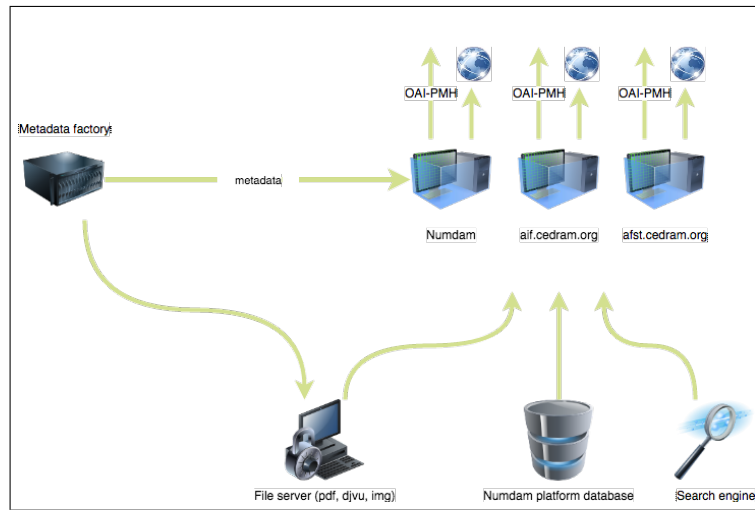 OAI-PMH
OAI-PMH
OAI-PMH
Metadata factory
metadata
Numdam
aif.cedram.org
afst.cedram.org
File server (pdf, djvu, img)
Numdam platform database
Search engine